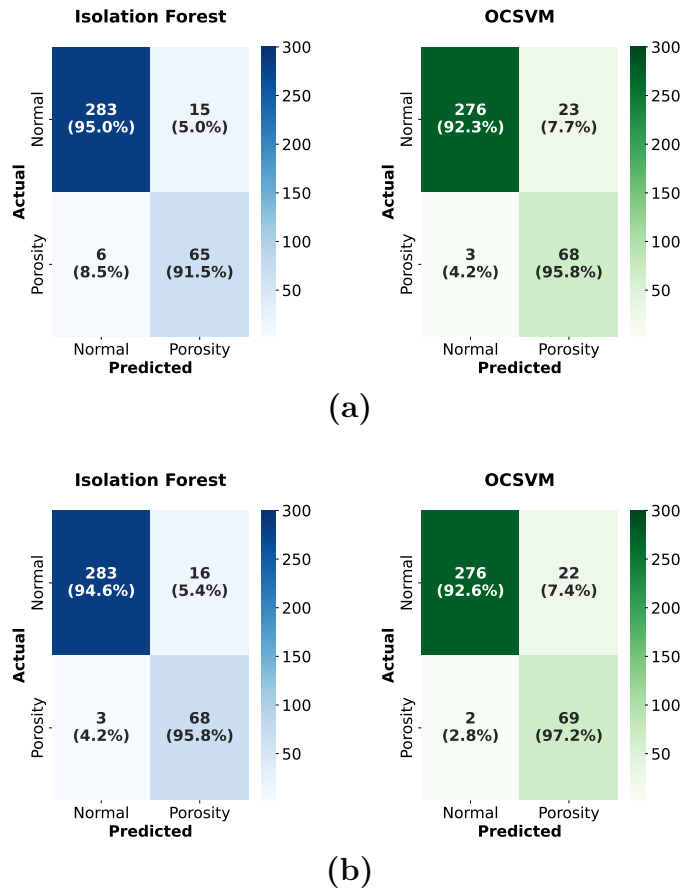 Isolation Forest
OCSVM
Actual
Normal
283
(95.0%)
15
(5.0%)
Porosity
6
(8.5%)
65
(91.5%)
Normal
Porosity
Predicted
300
250
200
150
100
50
Actual
Normal
276
(92.3%)
23
(7.7%)
Porosity
3
(4.2%)
68
(95.8%)
Normal
Porosity
Predicted
300
250
200
150
100
50
(a)
Isolation Forest
OCSVM
Actual
Normal
283
(94.6%)
16
(5.4%)
Porosity
3
(4.2%)
68
(95.8%)
Normal
Porosity
Predicted
300
250
200
150
100
50
Actual
Normal
276
(92.6%)
22
(7.4%)
Porosity
2
(2.8%)
69
(97.2%)
Normal
Porosity
Predicted
300
250
200
150
100
50
(b)